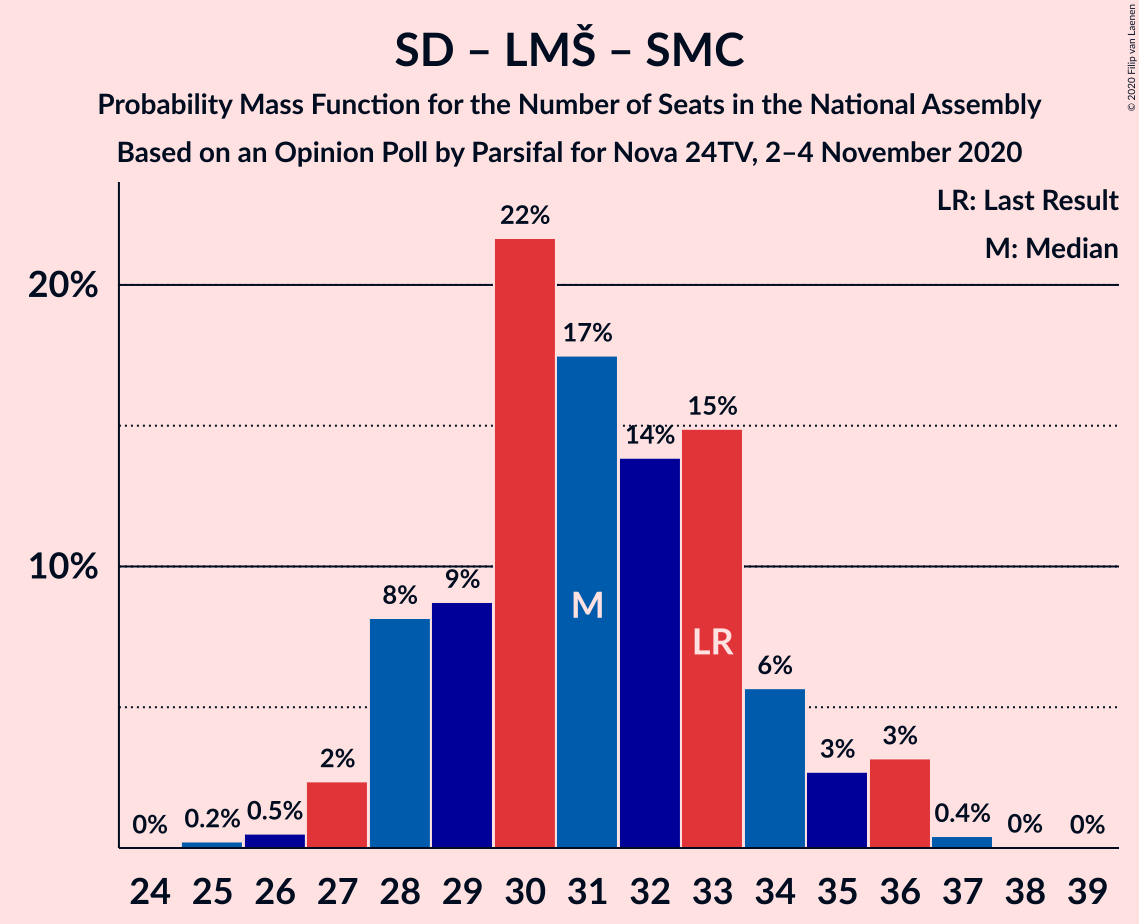 SD – LMŠ – SMC
Probability Mass Function for the Number of Seats in the National Assembly
Based on an Opinion Poll by Parsifal for Nova 24TV, 2–4 November 2020
© 2020 Filip van Laenen
LR: Last Result
M: Median
20%
10%
0%
0.2%
0.5%
2%
8%
9%
22%
17%
14%
15%
6%
3%
3%
0.4%
0%
0%
M
LR
24 25 26 27 28 29 30 31 32 33 34 35 36 37 38 39